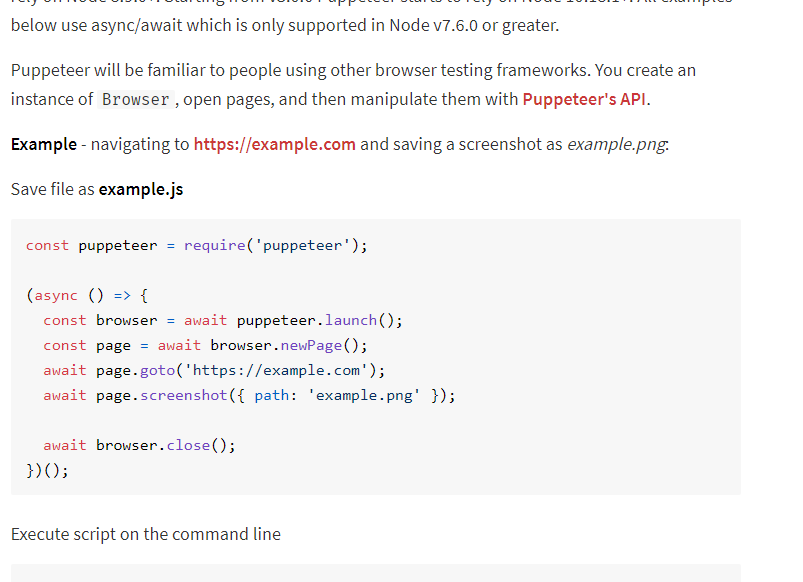 below use async/await which is only supported in Node v7.6.0 or greater.
Puppeteer will be familiar to people using other browser testing frameworks. You create an
instance of Browser, open pages, and then manipulate them with Puppeteer's API.
Example - navigating to https://example.com and saving a screenshot as example.png:
Save file as example.js
const puppeteer = require('puppeteer');
(async () => {
  const browser = await puppeteer.launch();
  const page = await browser.newPage();
  await page.goto('https://example.com');
  await page.screenshot({ path: 'example.png' });
  await browser.close();
})();
Execute script on the command line